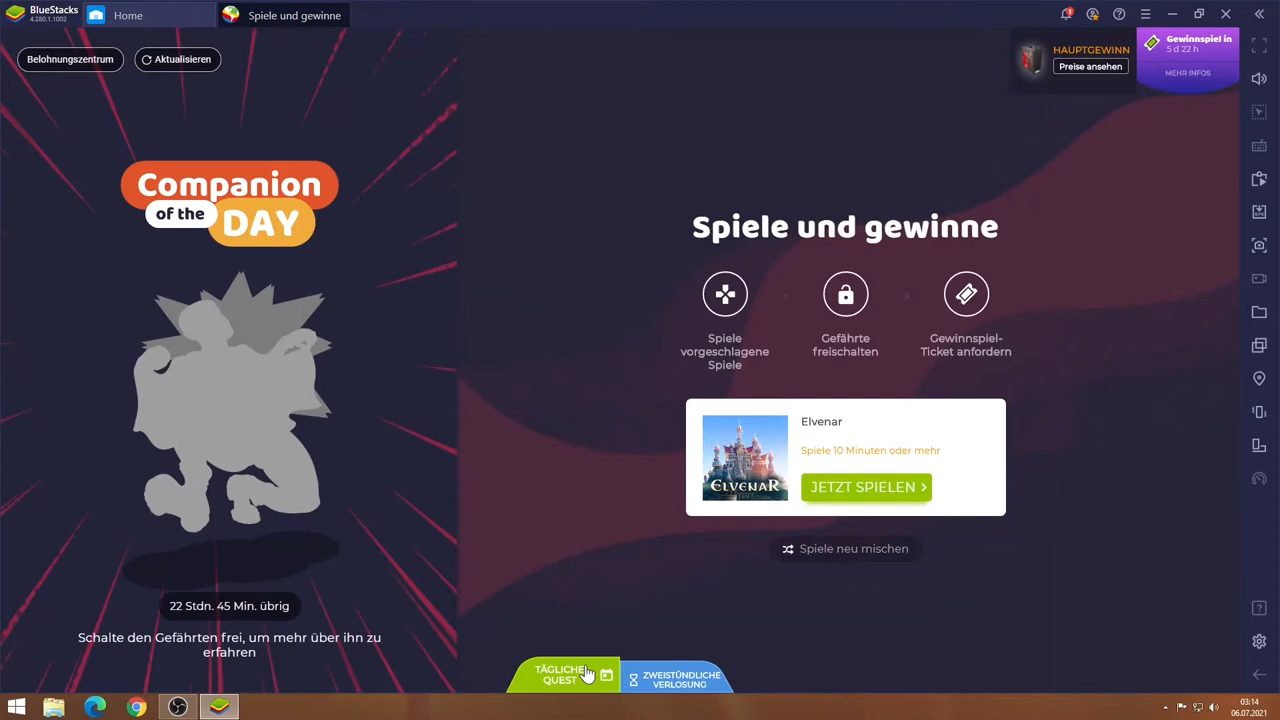 BlueStacks
4.280.1.1002
Home
Spiele und gewinne
Belohnungszentrum
Aktualisieren
HAUPTGEWINN
Preise ansehen
Gewinnspiel in
5 d 22 h
MEHR INFOS
Companion
of the
DAY
22 Stdn. 45 Min. übrig
Schalte den Gefährten frei, um mehr über ihn zu
erfahren
Spiele und gewinne
Spiele
vorgeschlagene
Spiele
Gefährte
freischalten
Gewinnspiel-
Ticket anfordern
ELVENAR
Elvenar
Spiele 10 Minuten oder mehr
JETZT SPIELEN
Spiele neu mischen
QUEST
ZWEISTÜNDLICHE
VERLOSUNG
03:14
06.07.2021